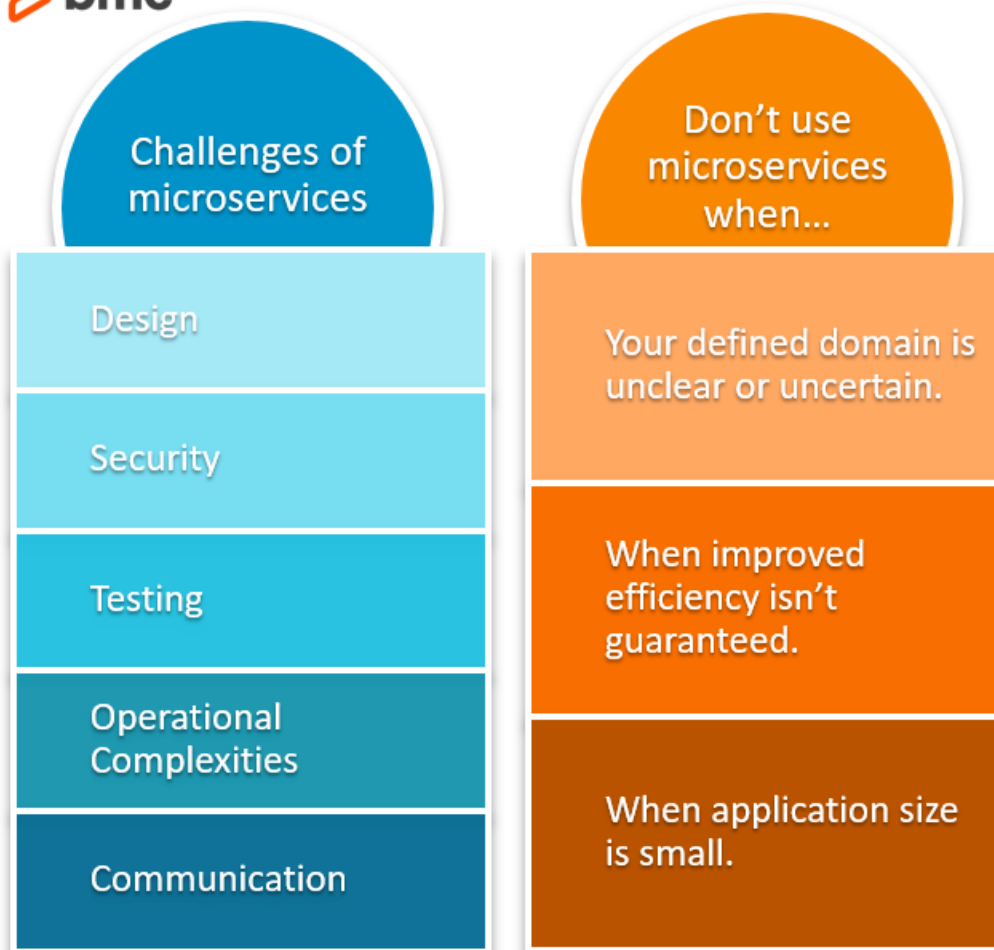 bmc
Challenges of
microservices
Design
Security
Testing
Operational
Complexities
Communication
Don’t use
microservices
when…
Your defined domain is
unclear or uncertain.
When improved
efficiency isn’t
guaranteed.
When application size
is small.